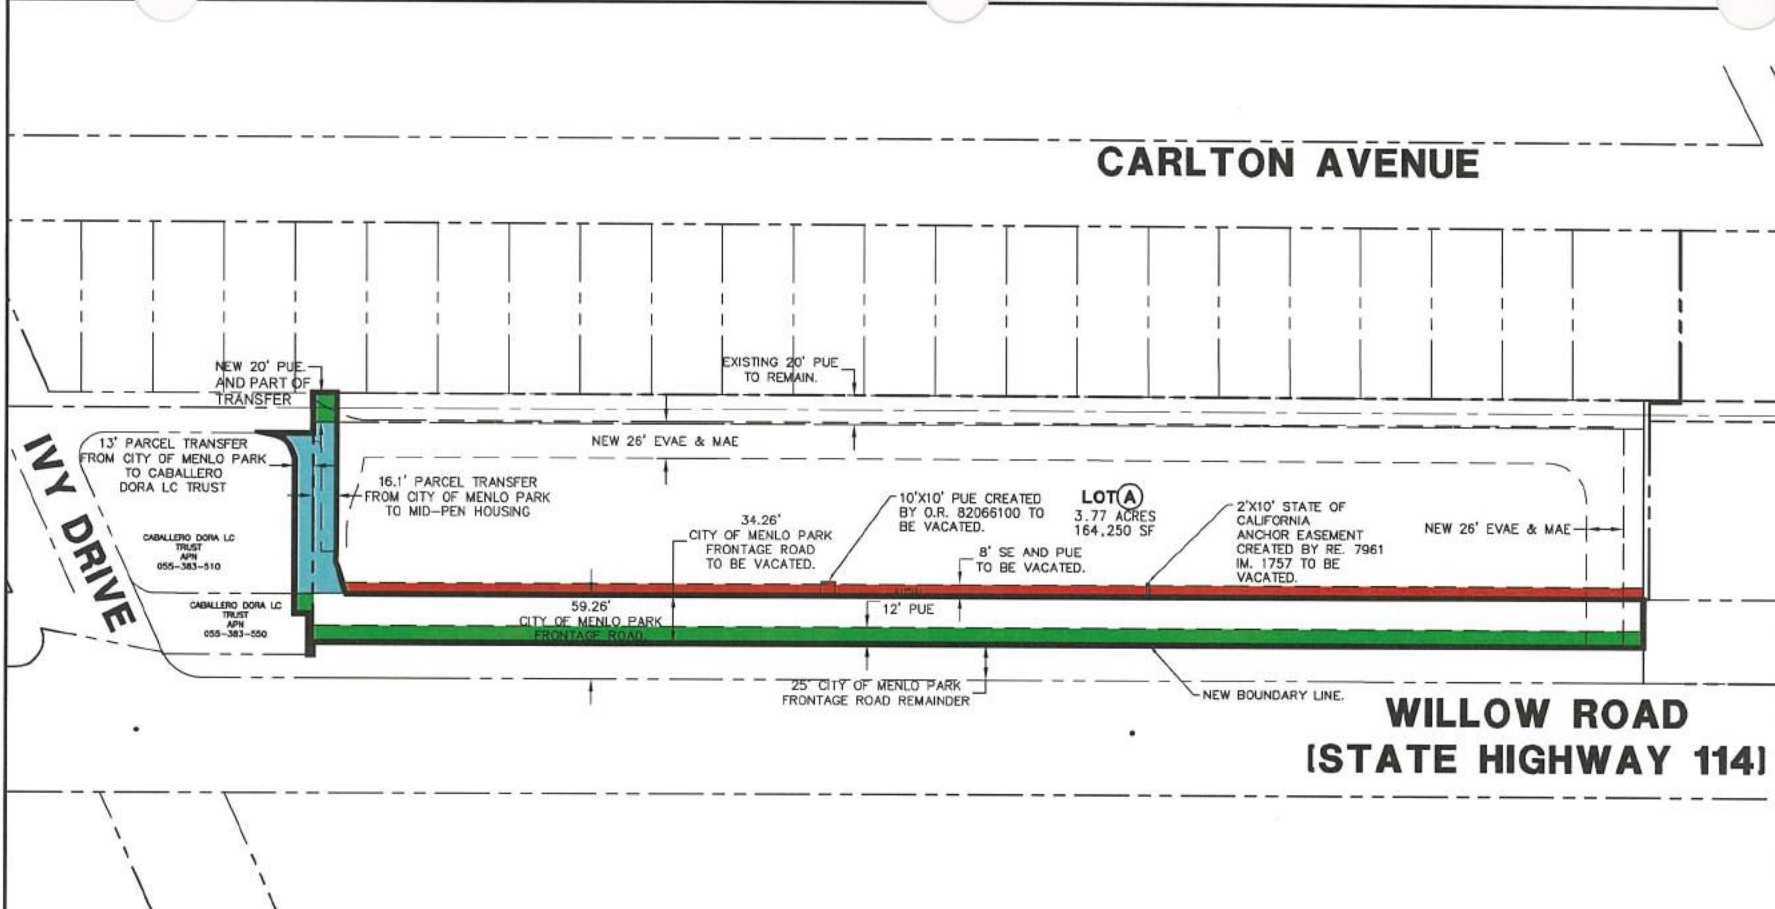 CARLTON AVENUE
NEW 20' PUE.
AND PART OF
TRANSFER
EXISTING 20' PUE
TO REMAIN.
IVY DRIVE
13' PARCEL TRANSFER
FROM CITY OF MENLO PARK
TO CABALLERO
DORA LC TRUST
NEW 26' EVAE & MAE
16.1' PARCEL TRANSFER
FROM CITY OF MENLO PARK
TO MID-PEN HOUSING
10'X10' PUE CREATED
BY O.R. 82066100 TO
BE VACATED.
LOT A
3.77 ACRES
164,250 SF
2'X10' STATE OF
CALIFORNIA
ANCHOR EASEMENT
CREATED BY RE. 7961
IM. 1757 TO BE
VACATED.
NEW 26' EVAE & MAE
34.26'
CITY OF MENLO PARK
FRONTAGE ROAD
TO BE VACATED.
8' SE AND PUE
TO BE VACATED.
CABALLERO DORA LC
TRUST
APN
055-383-510
CABALLERO DORA LC
TRUST
APN
055-383-550
59.26'
CITY OF MENLO PARK
FRONTAGE ROAD.
12' PUE
25' CITY OF MENLO PARK
FRONTAGE ROAD REMAINDER
NEW BOUNDARY LINE.
WILLOW ROAD
(STATE HIGHWAY 114)